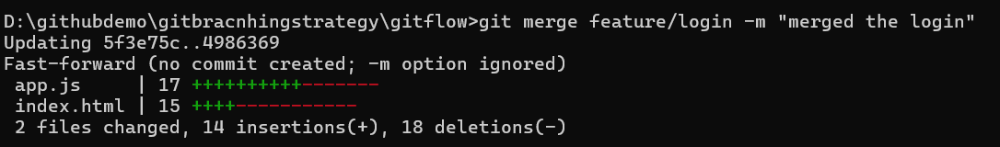 D:\githubdemo\gitbracnhingstrategy\gitflow>git merge feature/login -m "merged the login"
Updating 5f3e75c..4986369
Fast-forward (no commit created; -m option ignored)
 app.js     | 17 ++++++++++-------
 index.html | 15 ++++-----------
 2 files changed, 14 insertions(+), 18 deletions(-)